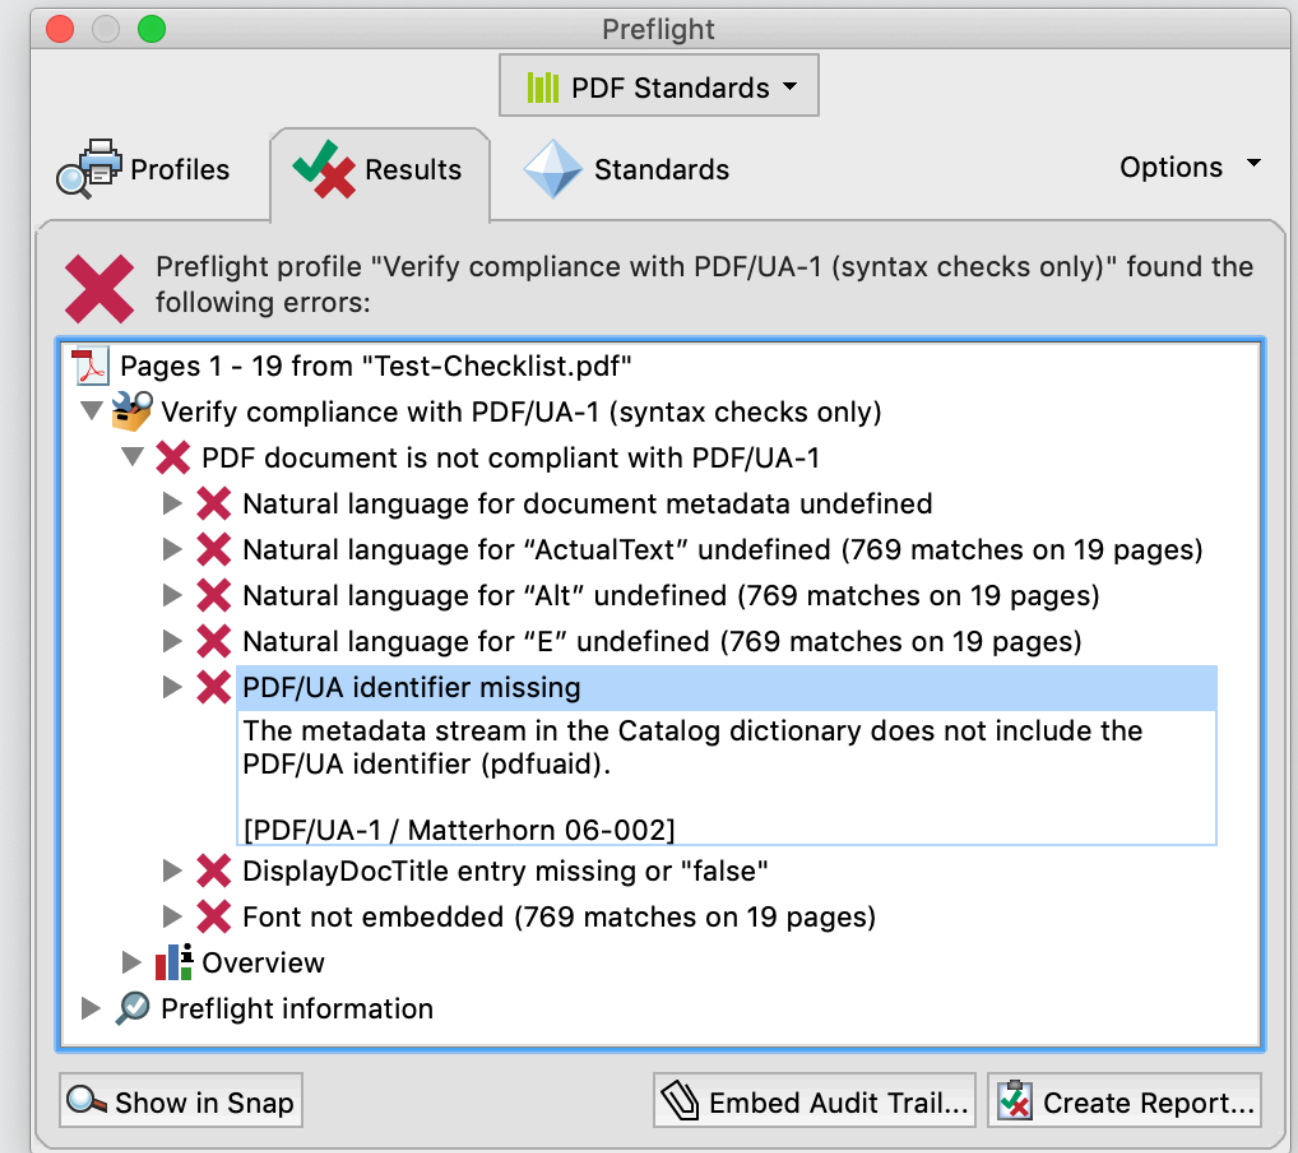 Preflight
PDF Standards
Profiles
Results
Standards
Options
Preflight profile "Verify compliance with PDF/UA-1 (syntax checks only)" found the
following errors:
Pages 1 - 19 from "Test-Checklist.pdf"
Verify compliance with PDF/UA-1 (syntax checks only)
PDF document is not compliant with PDF/UA-1
Natural language for document metadata undefined
Natural language for “ActualText” undefined (769 matches on 19 pages)
Natural language for “Alt” undefined (769 matches on 19 pages)
Natural language for “E” undefined (769 matches on 19 pages)
PDF/UA identifier missing
The metadata stream in the Catalog dictionary does not include the
PDF/UA identifier (pdfuaid).
[PDF/UA-1 / Matterhorn 06-002]
DisplayDocTitle entry missing or "false"
Font not embedded (769 matches on 19 pages)
Overview
Preflight information
Show in Snap
Embed Audit Trail...
Create Report...